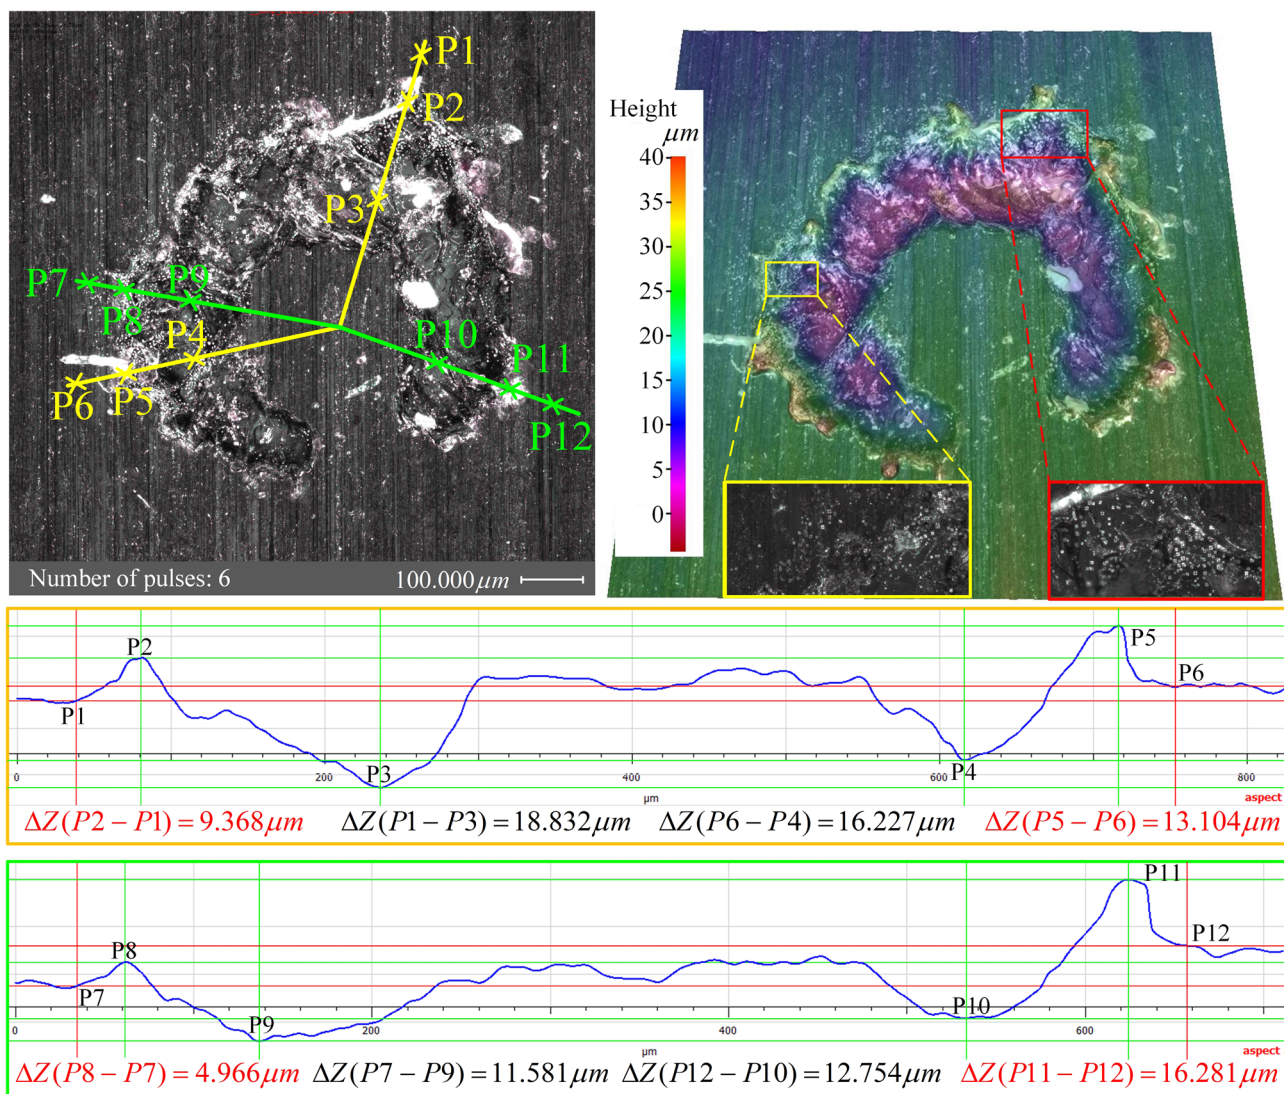 P1
P2
P3
P7
P9
P8
P4
P10
P11
P6
P5
P12
Number of pulses: 6
100.000μm
Height
μm
40
35
30
25
20
15
10
5
0
P1
P2
P3
P4
P5
P6
0
200
400
600
800
μm
aspect
ΔZ(P2−P1)=9.368μm ΔZ(P1−P3)=18.832μm ΔZ(P6−P4)=16.227μm ΔZ(P5−P6)=13.104μm
P7
P8
P9
P10
P11
P12
0
200
400
600
μm
aspect
ΔZ(P8−P7)=4.966μm ΔZ(P7−P9)=11.581μm ΔZ(P12−P10)=12.754μm ΔZ(P11−P12)=16.281μm